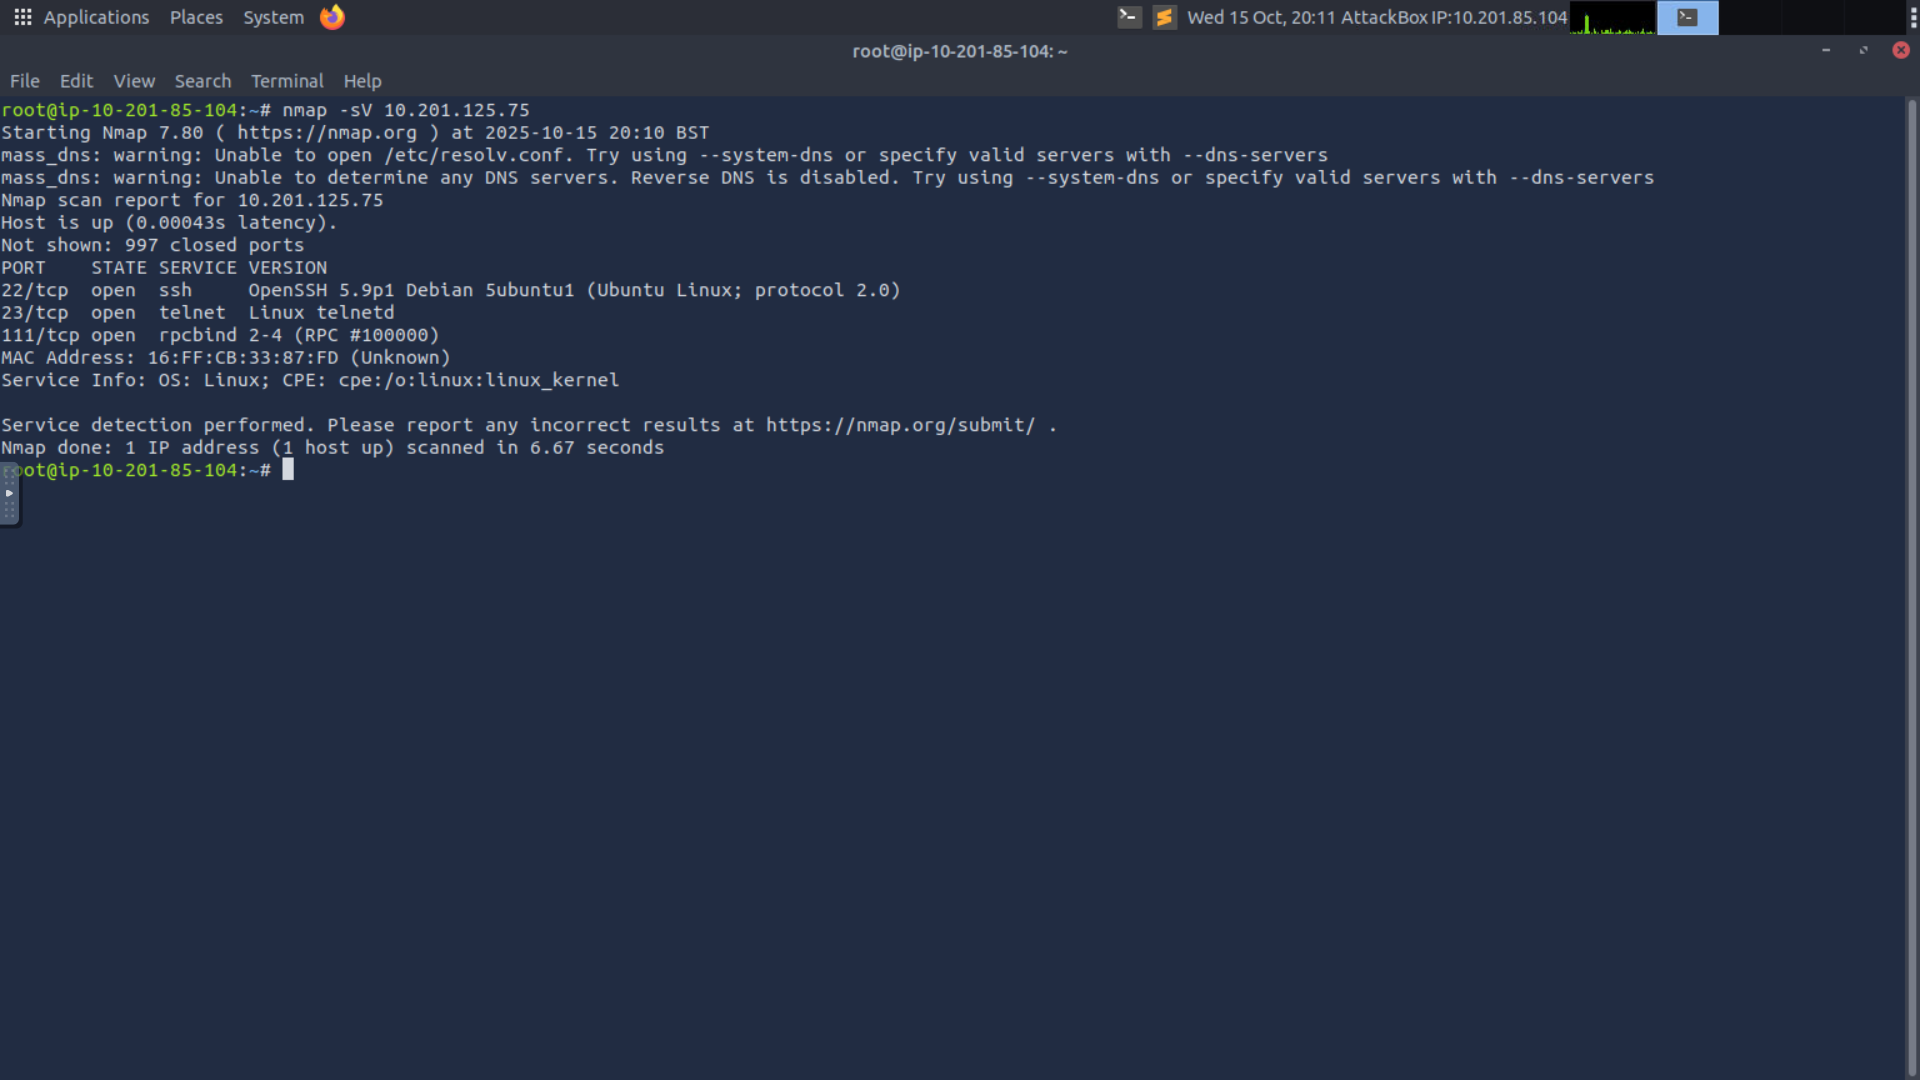 Applications Places System Wed 15 Oct, 20:11 AttackBox IP:10.201.85.104
root@ip-10-201-85-104: ~
File Edit View Search Terminal Help
root@ip-10-201-85-104:~# nmap -sV 10.201.125.75
Starting Nmap 7.80 ( https://nmap.org ) at 2025-10-15 20:10 BST
mass_dns: warning: Unable to open /etc/resolv.conf. Try using --system-dns or specify valid servers with --dns-servers
mass_dns: warning: Unable to determine any DNS servers. Reverse DNS is disabled. Try using --system-dns or specify valid servers with --dns-servers
Nmap scan report for 10.201.125.75
Host is up (0.00043s latency).
Not shown: 997 closed ports
PORT    STATE SERVICE VERSION
22/tcp  open  ssh     OpenSSH 5.9p1 Debian 5ubuntu1 (Ubuntu Linux; protocol 2.0)
23/tcp  open  telnet  Linux telnetd
111/tcp open  rpcbind 2-4 (RPC #100000)
MAC Address: 16:FF:CB:33:87:FD (Unknown)
Service Info: OS: Linux; CPE: cpe:/o:linux:linux_kernel
Service detection performed. Please report any incorrect results at https://nmap.org/submit/ .
Nmap done: 1 IP address (1 host up) scanned in 6.67 seconds
root@ip-10-201-85-104:~#